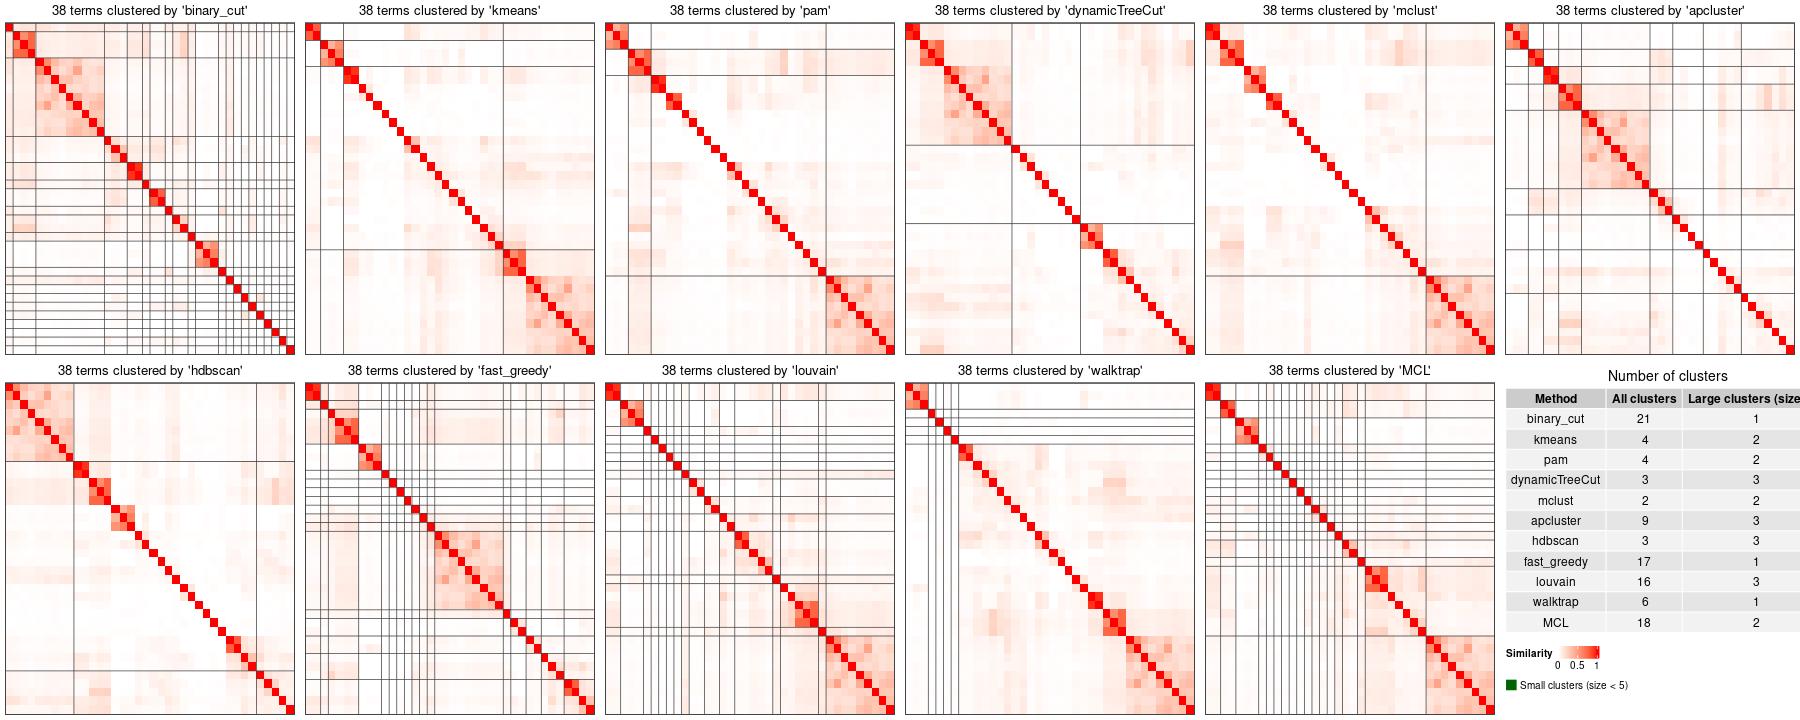 38 terms clustered by 'binary_cut'
38 terms clustered by 'kmeans'
38 terms clustered by 'pam'
38 terms clustered by 'dynamicTreeCut'
38 terms clustered by 'mclust'
38 terms clustered by 'apcluster'
38 terms clustered by 'hdbscan'
38 terms clustered by 'fast_greedy'
38 terms clustered by 'louvain'
38 terms clustered by 'walktrap'
38 terms clustered by 'MCL'
Number of clusters
Method All clusters Large clusters (size
binary_cut 21 1
kmeans 4 2
pam 4 2
dynamicTreeCut 3 3
mclust 2 2
apcluster 9 3
hdbscan 3 3
fast_greedy 17 1
louvain 16 3
walktrap 6 1
MCL 18 2
Similarity
0 0.5 1
Small clusters (size < 5)